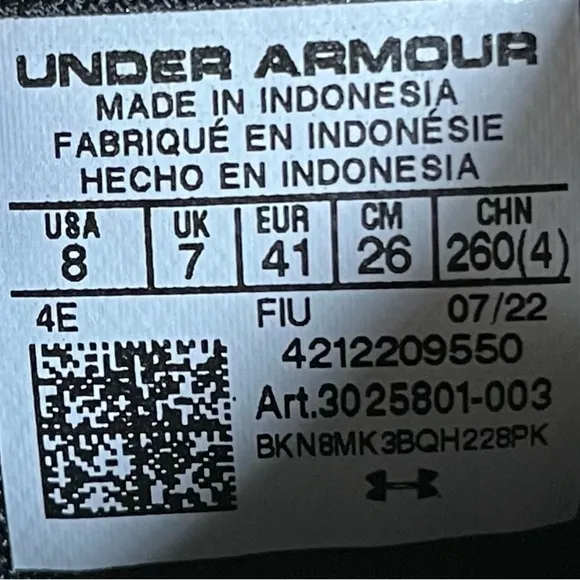 UNDER ARMOUR
MADE IN INDONESIA
FABRIQUÉ EN INDONÉSIE
HECHO EN INDONESIA
USA UK EUR CM CHN
8 7 41 26 260(4)
4E FIU 07/22
4212209550
Art.3025801-003
BKN8MK3BQH228PK